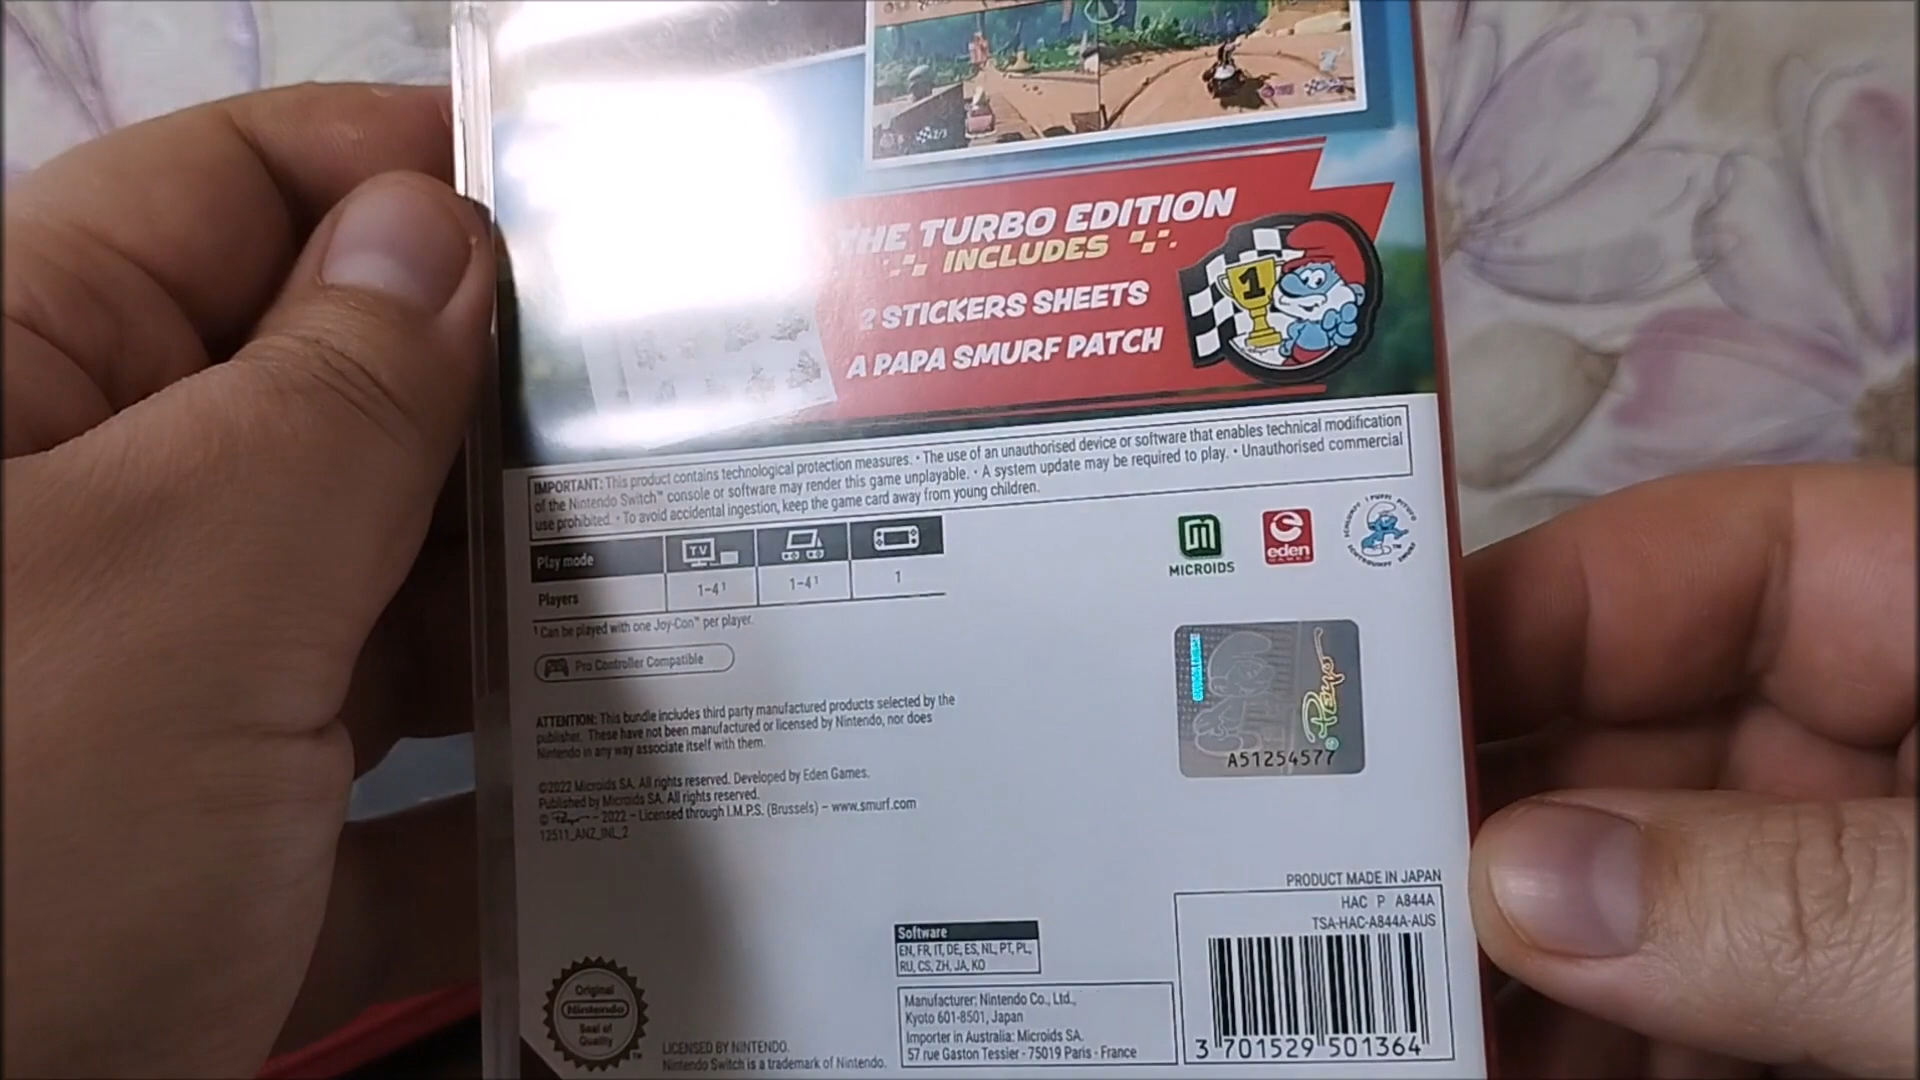 THE TURBO EDITION
INCLUDES
2 STICKERS SHEETS
A PAPA SMURF PATCH
1
IMPORTANT: This product contains technological protection measures. • The use of an unauthorised device or software that enables technical modification
of the Nintendo Switch™ console or software may render this game unplayable. • A system update may be required to play. • Unauthorised commercial
use prohibited. • To avoid accidental ingestion, keep the game card away from young children.
Play mode
TV
Players
1-4¹
1-4¹
1
¹ Can be played with one Joy-Con™ per player.
Pro Controller Compatible
MICROIDS
eden
GAMES
Peyo
A51254577
ATTENTION: This bundle includes third party manufactured products selected by the
publisher. These have not been manufactured or licensed by Nintendo, nor does
Nintendo in any way associate itself with them.
©2022 Microids SA. All rights reserved. Developed by Eden Games.
Published by Microids SA. All rights reserved.
© Peyo - 2022 - Licensed through I.M.P.S. (Brussels) – www.smurf.com
12511_ANZ_INL_2
PRODUCT MADE IN JAPAN
HAC P A844A
TSA-HAC-A844A-AUS
3 701529 501364
Software
EN, FR, IT, DE, ES, NL, PT, PL,
RU, CS, ZH, JA, KO
Manufacturer: Nintendo Co., Ltd.,
Kyoto 601-8501, Japan
Importer in Australia: Microids SA.
57 rue Gaston Tessier - 75019 Paris - France
Original
Nintendo
Seal of
Quality
™
LICENSED BY NINTENDO.
Nintendo Switch is a trademark of Nintendo.